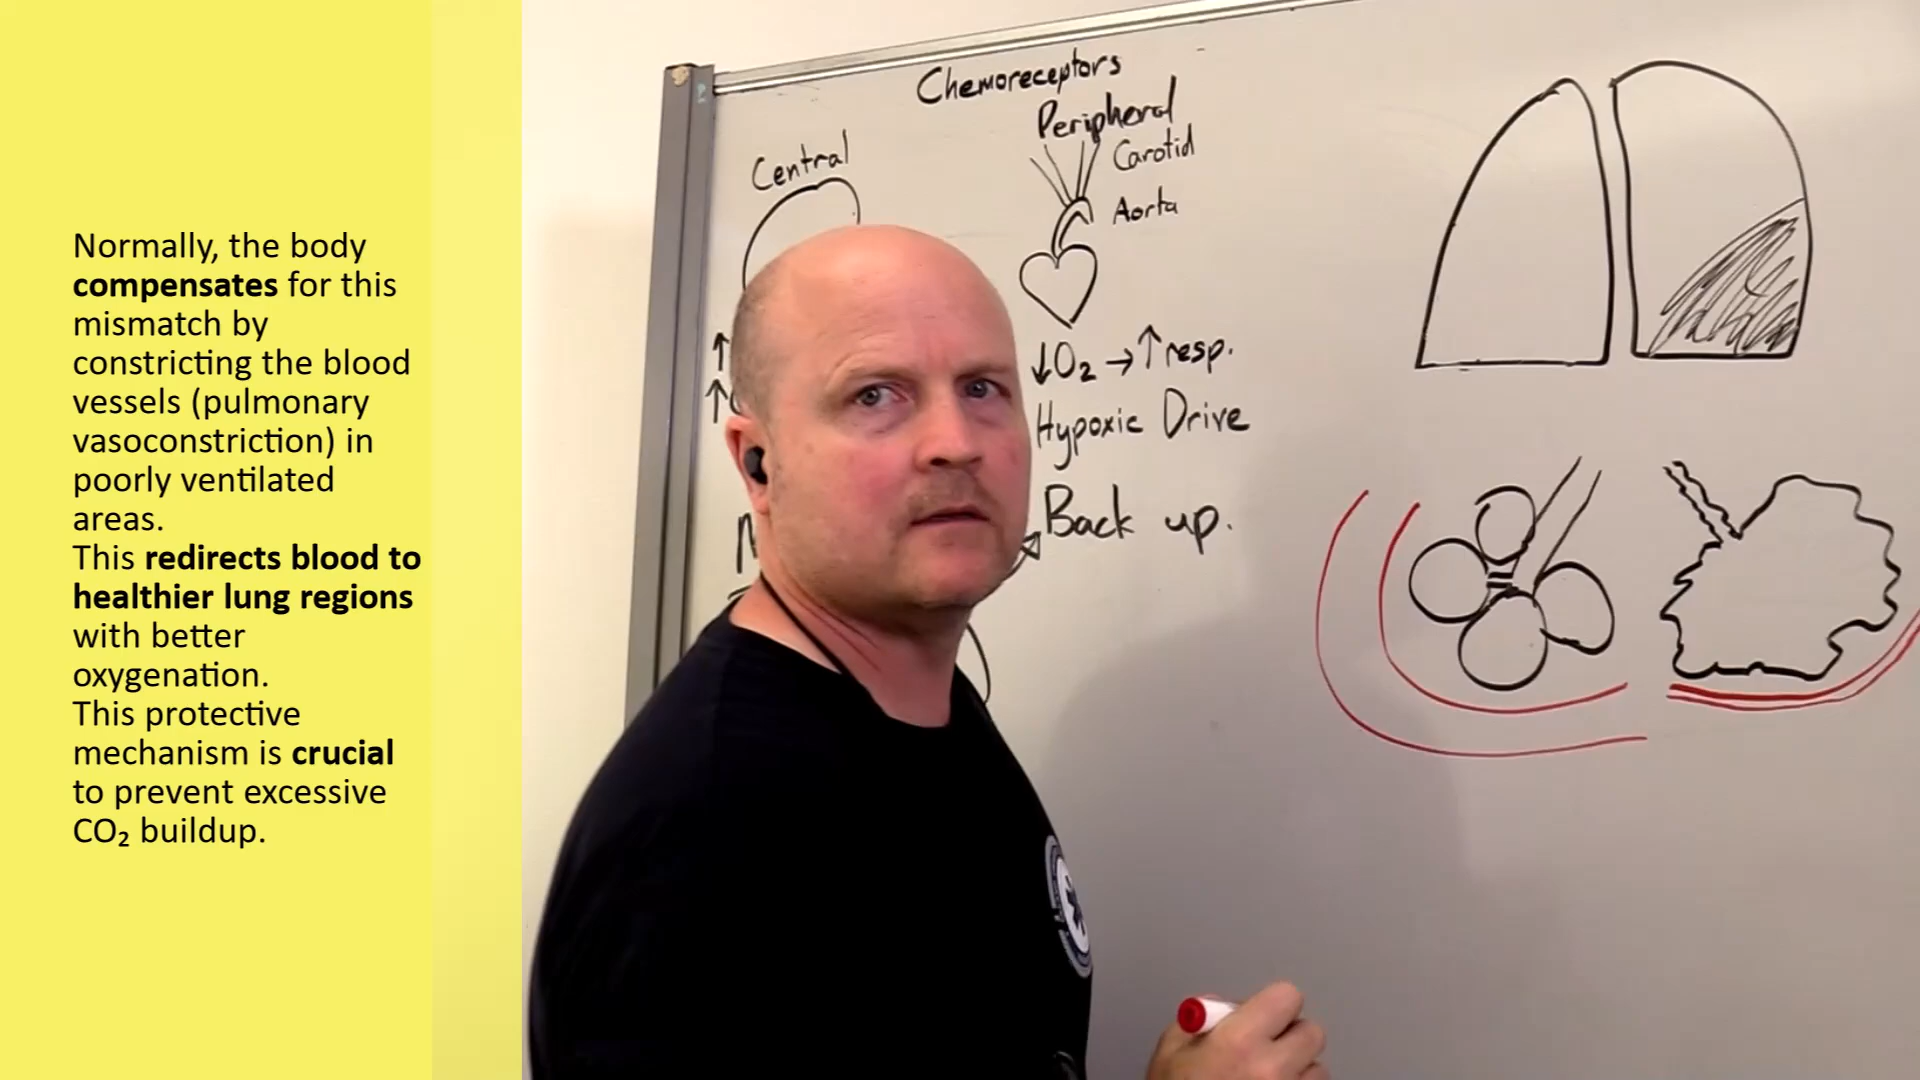 Normally, the body
compensates for this
mismatch by
constricting the blood
vessels (pulmonary
vasoconstriction) in
poorly ventilated
areas.
This redirects blood to
healthier lung regions
with better
oxygenation.
This protective
mechanism is crucial
to prevent excessive
CO₂ buildup.
Chemoreceptors
Central
Peripheral
Carotid
Aorta
↑
↑
↓O₂ → ↑ resp.
Hypoxic Drive
Back up.